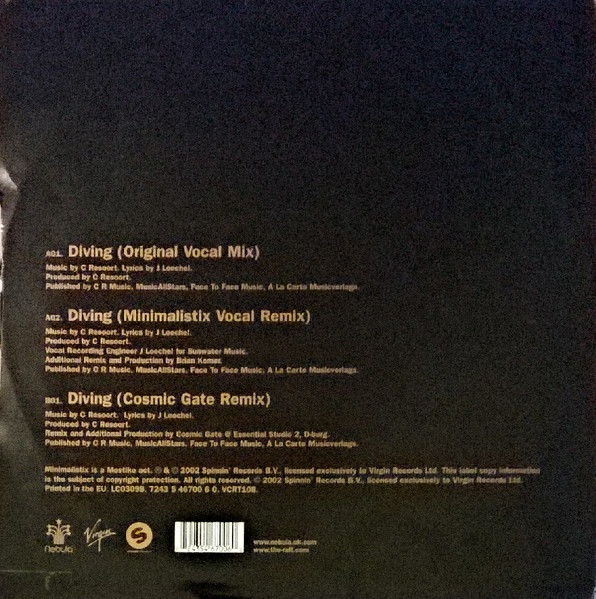 A01. Diving (Original Vocal Mix)
Music by C Resoort. Lyrics by J Loechel.
Produced by C Resoort.
Published by C R Music, MusicAllStars, Face To Face Music, A La Carte Musicverlage.
A02. Diving (Minimalistix Vocal Remix)
Music by C Resoort. Lyrics by J Loechel.
Produced by C Resoort.
Vocal Recording Engineer J Loechel for Sunwater Music.
Additional Remix and Production by Brian Komar.
Published by C R Music, MusicAllStars, Face To Face Music, A La Carte Musicverlage.
B01. Diving (Cosmic Gate Remix)
Music by C Resoort. Lyrics by J Loechel.
Produced by C Resoort.
Remix and Additional Production by Cosmic Gate @ Essential Studio 2, D-burg.
Published by C R Music, MusicAllStars, Face To Face Music, A La Carte Musicverlage.
Minimalistix is a Mostiko act. ℗ & © 2002 Spinnin' Records B.V., licensed exclusively to Virgin Records Ltd. This label copy information
is the subject of copyright protection. All rights reserved. © 2002 Spinnin' Records B.V., licensed exclusively to Virgin Records Ltd.
Printed in the EU. LC03098. 7243 5 46700 6 0. VCRT108.
Nebula Virgin S
www.nebula.uk.com
www.the-raft.com